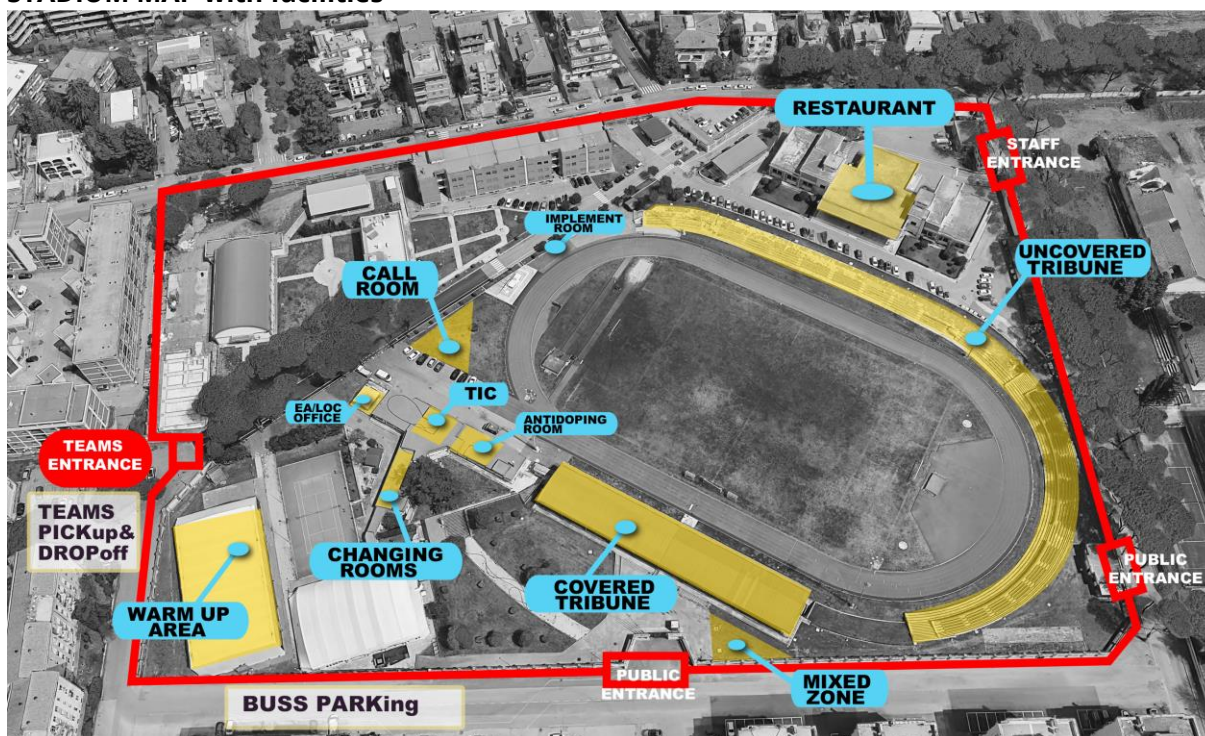 STADIUM MAP with facilities
RESTAURANT
STAFF
ENTRANCE
IMPLEMENT
ROOM
UNCOVERED
TRIBUNE
CALL
ROOM
TIC
EA/LOC
OFFICE
ANTIDOPING
ROOM
TEAMS
ENTRANCE
TEAMS
PICKup&
DROPoff
CHANGING
ROOMS
COVERED
TRIBUNE
PUBLIC
ENTRANCE
WARM UP
AREA
PUBLIC
ENTRANCE
MIXED
ZONE
BUSS PARKing